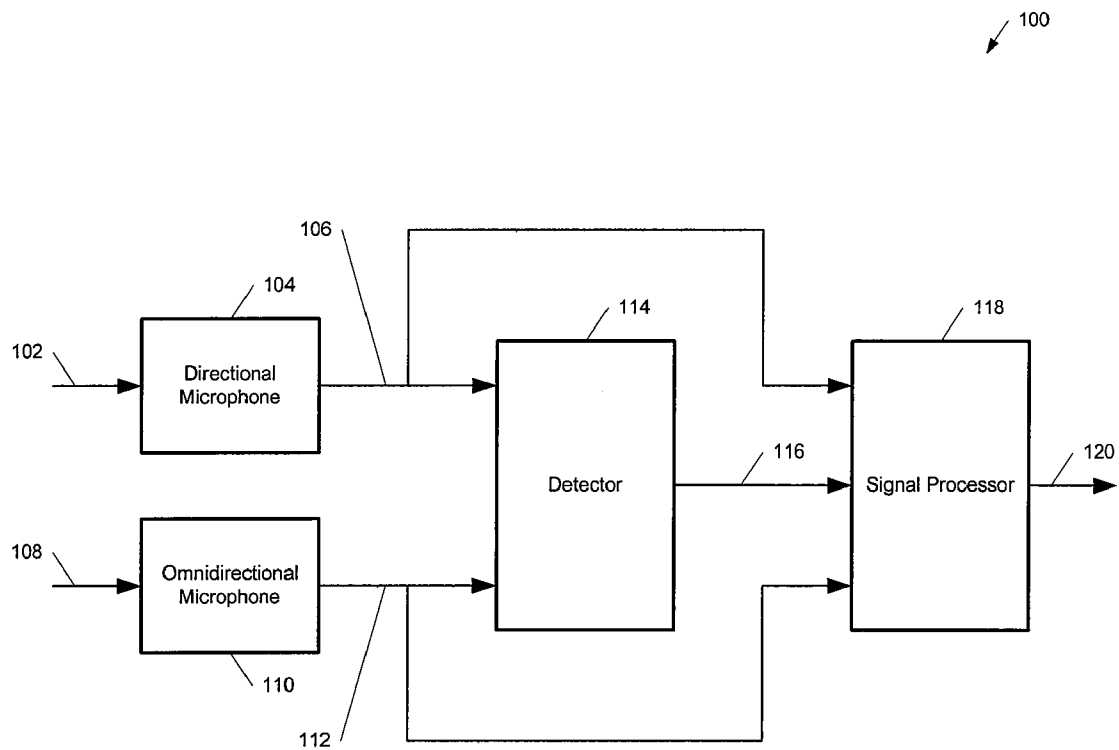 100
106
104
114
118
102
Directional
Microphone
116
120
Detector
Signal Processor
108
Omnidirectional
Microphone
110
112